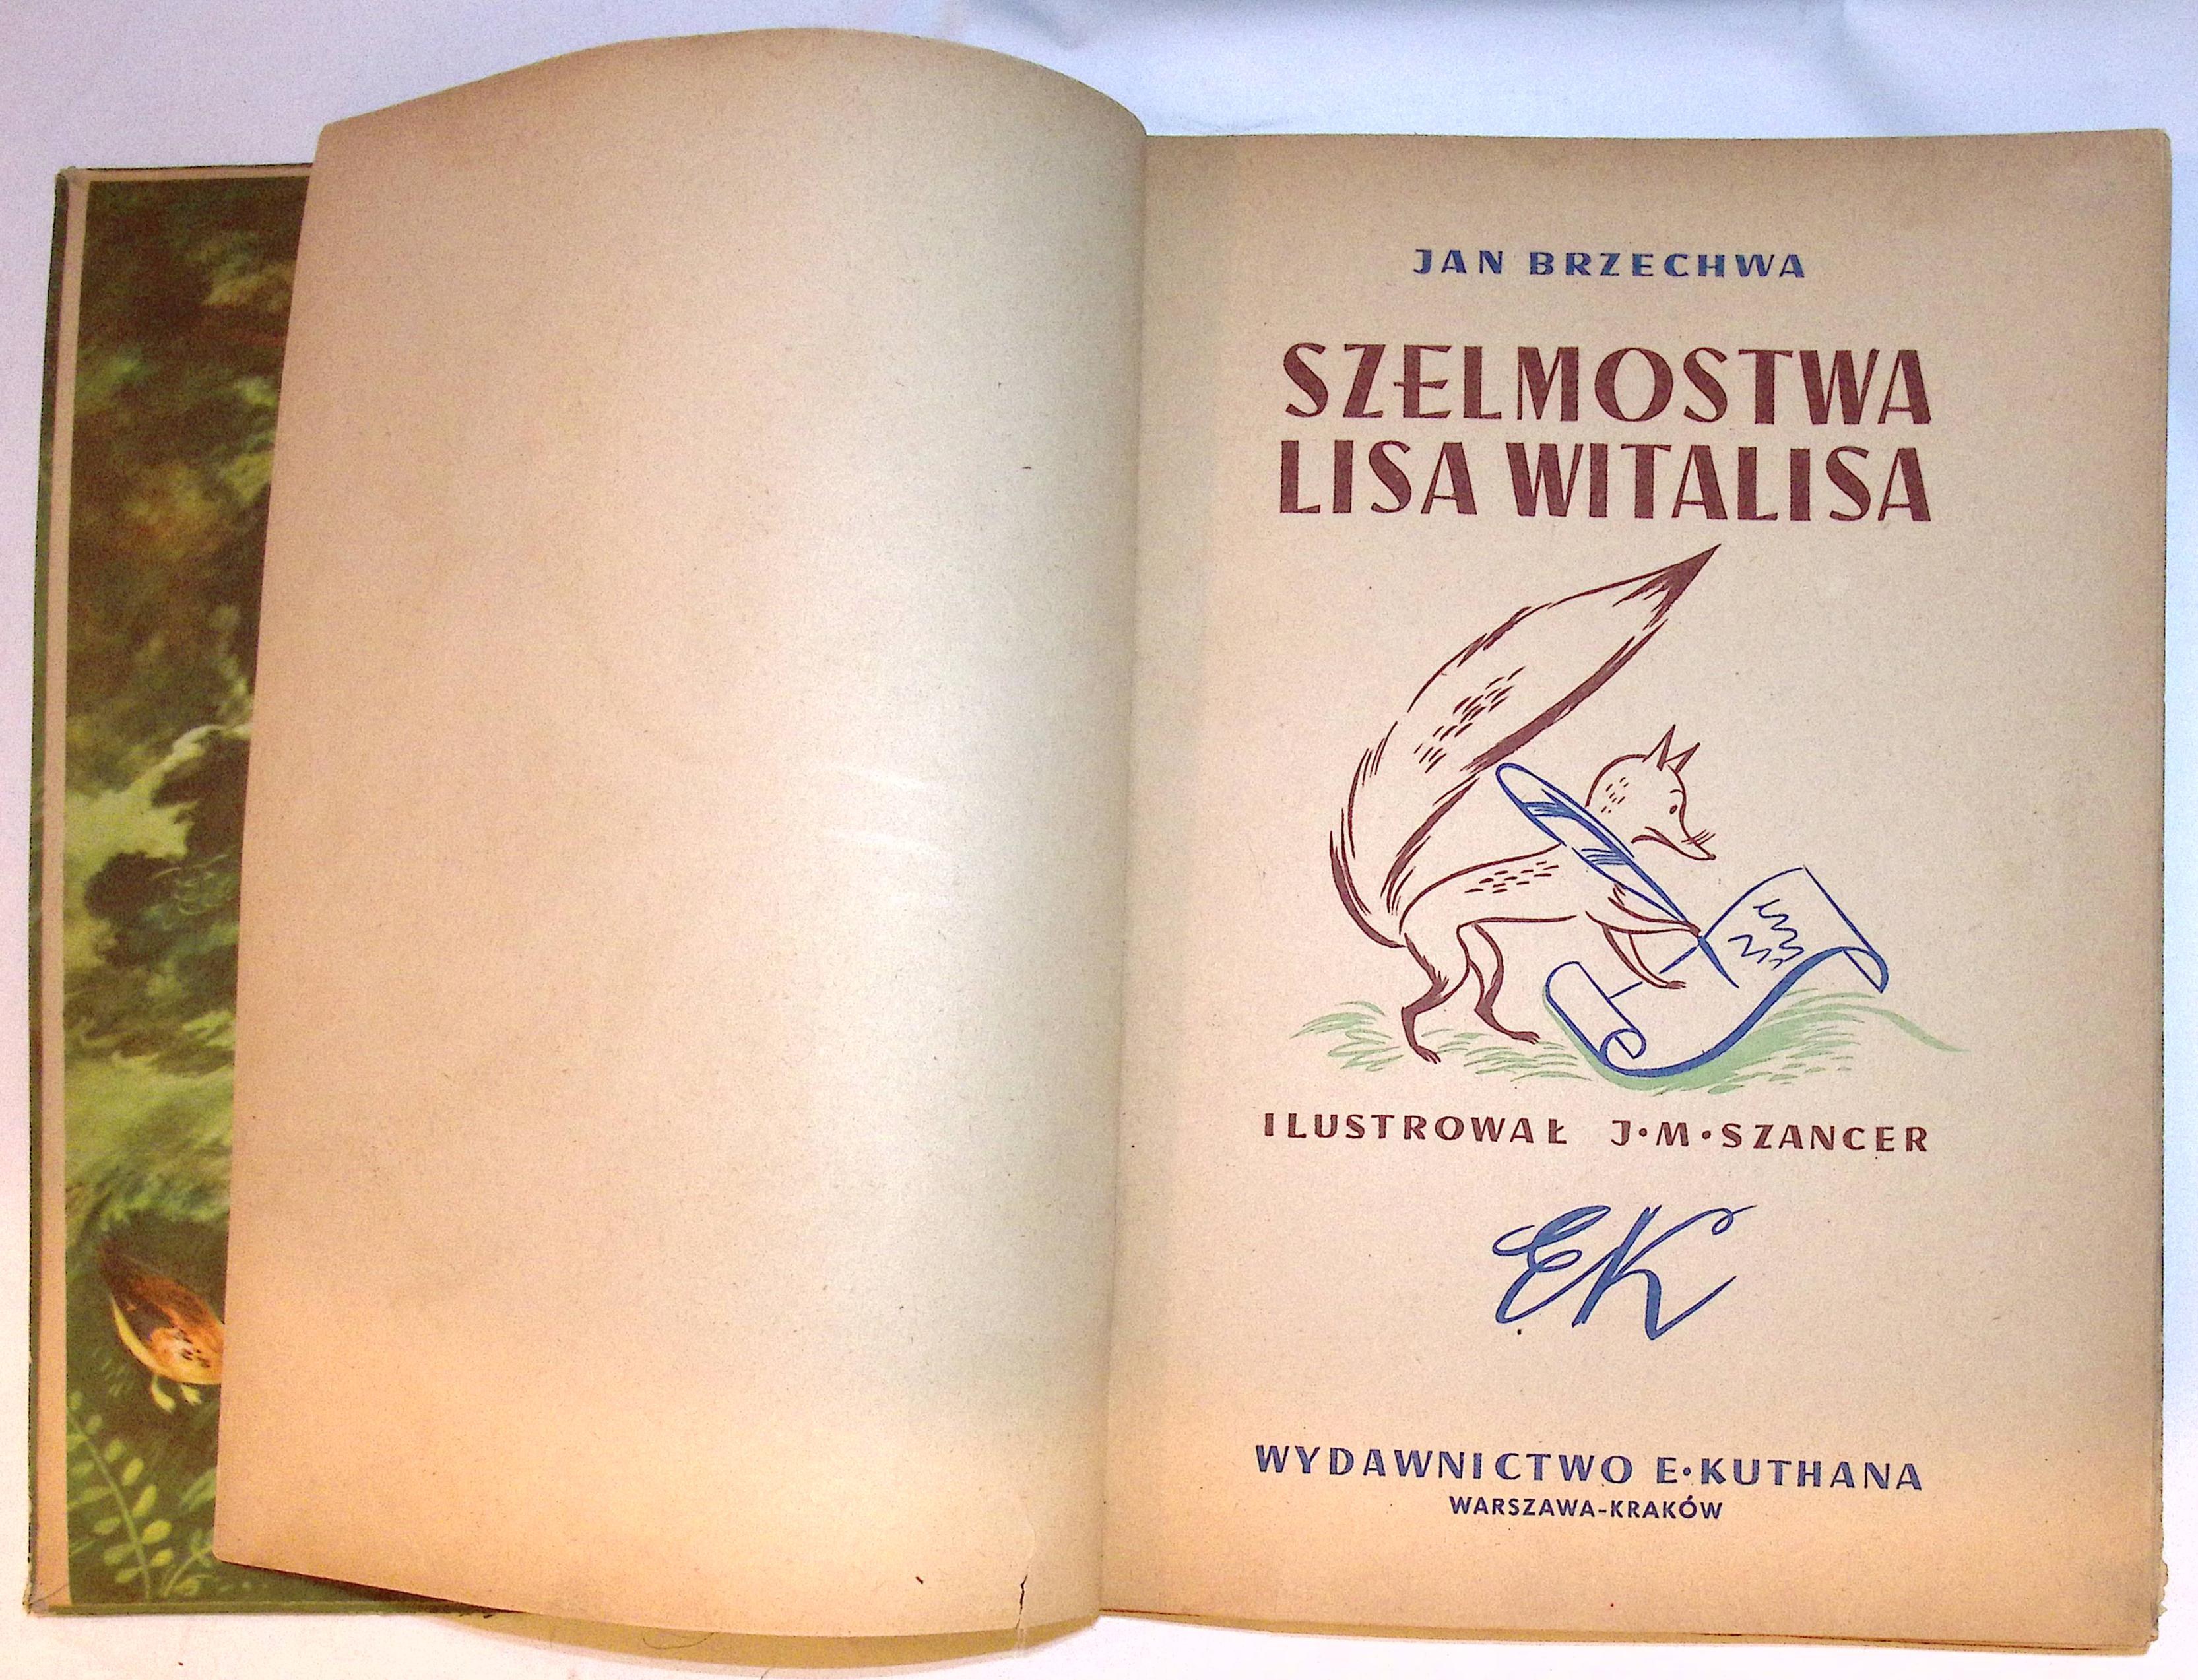 JAN BRZECHWA
SZELMOSTWA
LISA WITALISA
ILUSTROWAŁ J·M·SZANCER
EK
WYDAWNICTWO E·KUTHANA
WARSZAWA-KRAKÓW